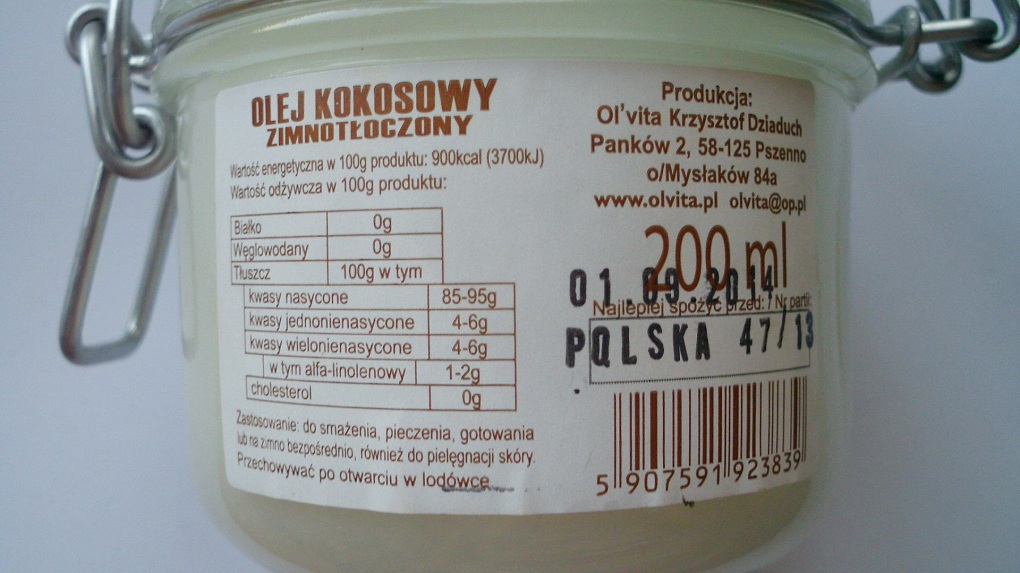 OLEJ KOKOSOWY
ZIMNOTŁOCZONY
Wartość energetyczna w 100g produktu: 900kcal (3700kJ)
Wartość odżywcza w 100g produktu:
Białko 0g
Węglowodany 0g
Tłuszcz 100g w tym
kwasy nasycone 85-95g
kwasy jednonienasycone 4-6g
kwasy wielonienasycone 4-6g
w tym alfa-linolenowy 1-2g
cholesterol 0g
Zastosowanie: do smażenia, pieczenia, gotowania
lub na zimno bezpośrednio, również do pielęgnacji skóry.
Przechowywać po otwarciu w lodówce
Produkcja:
Ol'vita Krzysztof Dziaduch
Panków 2, 58-125 Pszenno
o/Mysłaków 84a
www.olvita.pl olvita@op.pl
200 ml
01.09.2014
Najlepiej spożyć przed: / Nr partii:
POLSKA 47/13
5 907591 923839